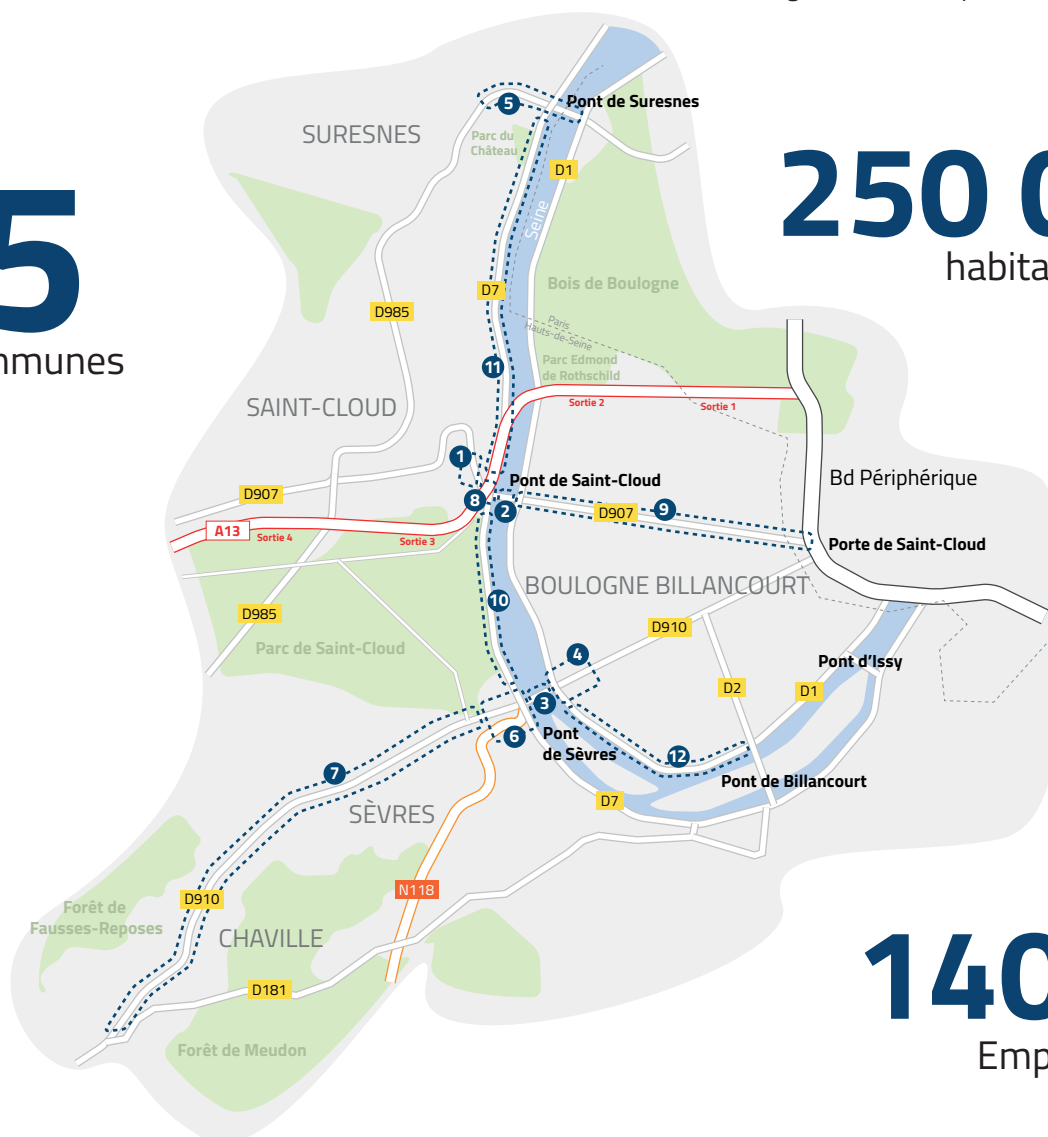 5
SURESNES
Pont de Suresnes
Parc du
Château
D1
Seine
250 0
habita
Bois de Boulogne
D7
D985
mmunes
Paris
Hauts-de-Seine
11
Parc Edmond
de Rothschild
SAINT-CLOUD
Sortie 2
Sortie 1
1
Pont de Saint-Cloud
Bd Périphérique
D907
8
2
D907
9
A13
Sortie 4
Sortie 3
Porte de Saint-Cloud
BOULOGNE BILLANCOURT
10
D985
D910
Parc de Saint-Cloud
4
Pont d'Issy
D2
D1
3
6
Pont
de Sèvres
12
7
Pont de Billancourt
D7
SÈVRES
N118
D910
Forêt de
Fausses-Reposes
CHAVILLE
140
D181
Forêt de Meudon
Emp
5